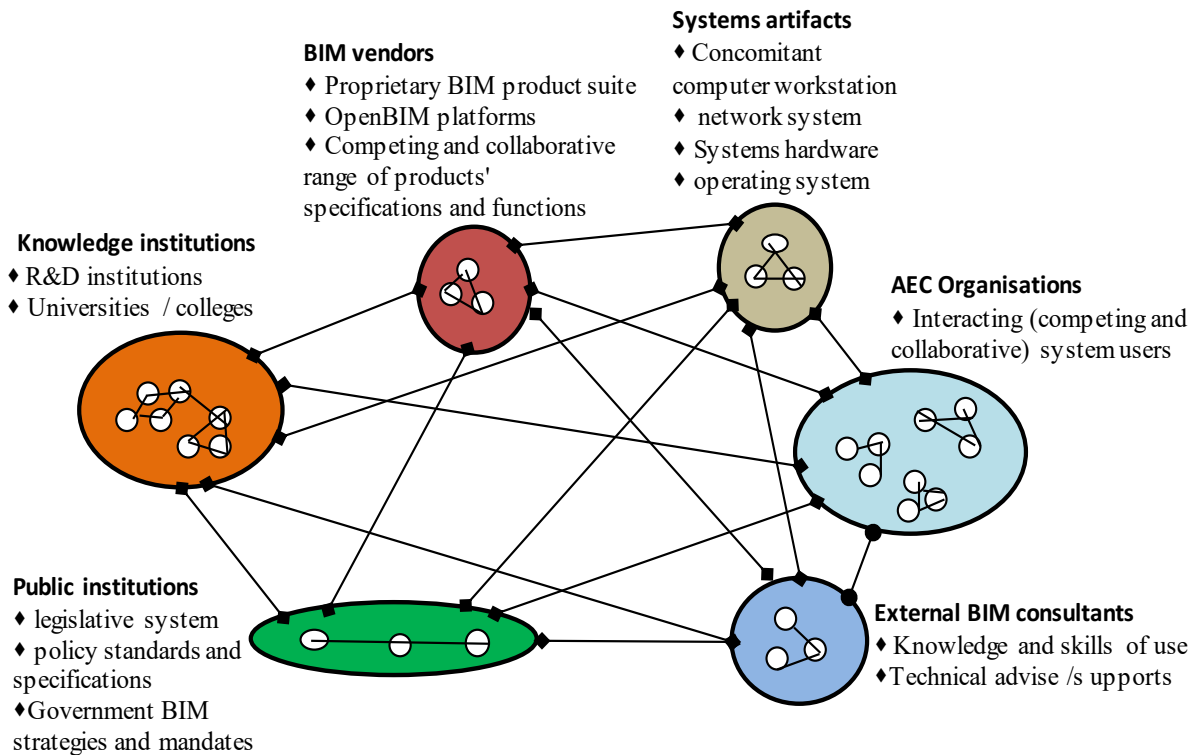 Systems artifacts
♦ Concomitant
computer workstation
♦ network system
♦ Systems hardware
♦ operating system
BIM vendors
♦ Proprietary BIM product suite
♦ OpenBIM platforms
♦ Competing and collaborative
range of products'
specifications and functions
Knowledge institutions
♦ R&D institutions
♦ Universities / colleges
AEC Organisations
♦ Interacting (competing and
collaborative) system users
Public institutions
♦ legislative system
♦ policy standards and
specifications
♦Government BIM
strategies and mandates
External BIM consultants
♦ Knowledge and skills of use
♦Technical advise /s upports